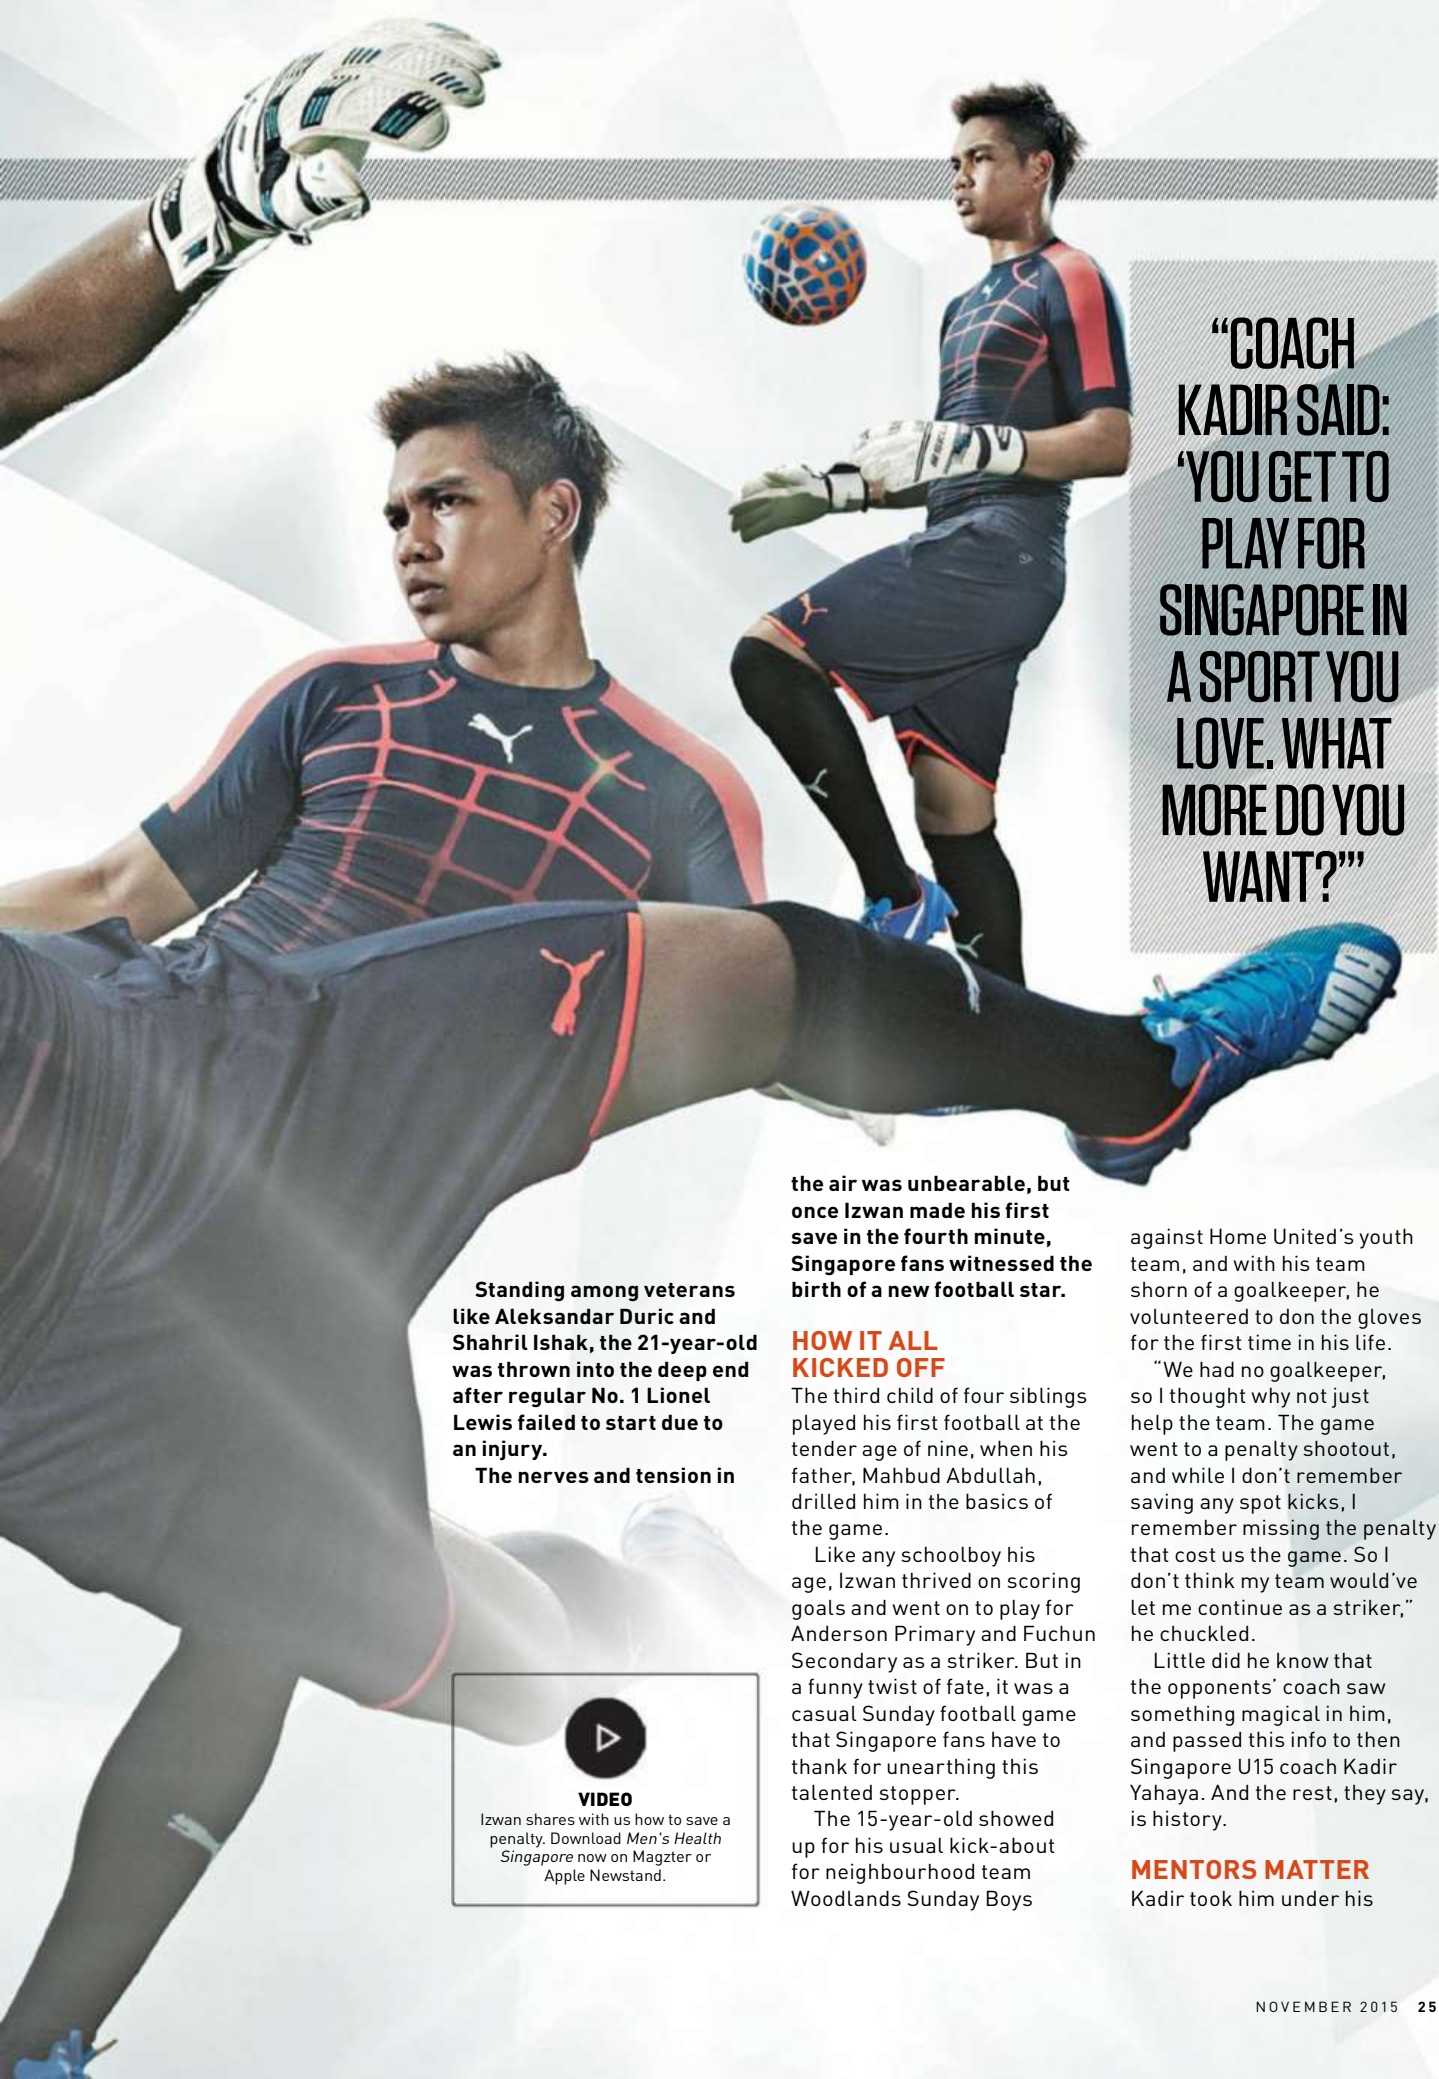 “COACH
KADIR SAID:
‘YOU GET TO
PLAY FOR
SINGAPORE IN
A SPORT YOU
LOVE. WHAT
MORE DO YOU
WANT?’”
Standing among veterans
like Aleksandar Duric and
Shahril Ishak, the 21-year-old
was thrown into the deep end
after regular No. 1 Lionel
Lewis failed to start due to
an injury.
The nerves and tension in
the air was unbearable, but
once Izwan made his first
save in the fourth minute,
Singapore fans witnessed the
birth of a new football star.
HOW IT ALL
KICKED OFF
The third child of four siblings
played his first football at the
tender age of nine, when his
father, Mahbud Abdullah,
drilled him in the basics of
the game.
Like any schoolboy his
age, Izwan thrived on scoring
goals and went on to play for
Anderson Primary and Fuchun
Secondary as a striker. But in
a funny twist of fate, it was a
casual Sunday football game
that Singapore fans have to
thank for unearthing this
talented stopper.
The 15-year-old showed
up for his usual kick-about
for neighbourhood team
Woodlands Sunday Boys
against Home United’s youth
team, and with his team
shorn of a goalkeeper, he
volunteered to don the gloves
for the first time in his life.
“We had no goalkeeper,
so I thought why not just
help the team. The game
went to a penalty shootout,
and while I don’t remember
saving any spot kicks, I
remember missing the penalty
that cost us the game. So I
don’t think my team would’ve
let me continue as a striker,”
he chuckled.
Little did he know that
the opponents’ coach saw
something magical in him,
and passed this info to then
Singapore U15 coach Kadir
Yahaya. And the rest, they say,
is history.
MENTORS MATTER
Kadir took him under his
VIDEO
Izwan shares with us how to save a
penalty. Download Men's Health
Singapore now on Magzter or
Apple Newstand.
PUMA
NOVEMBER 2015 25